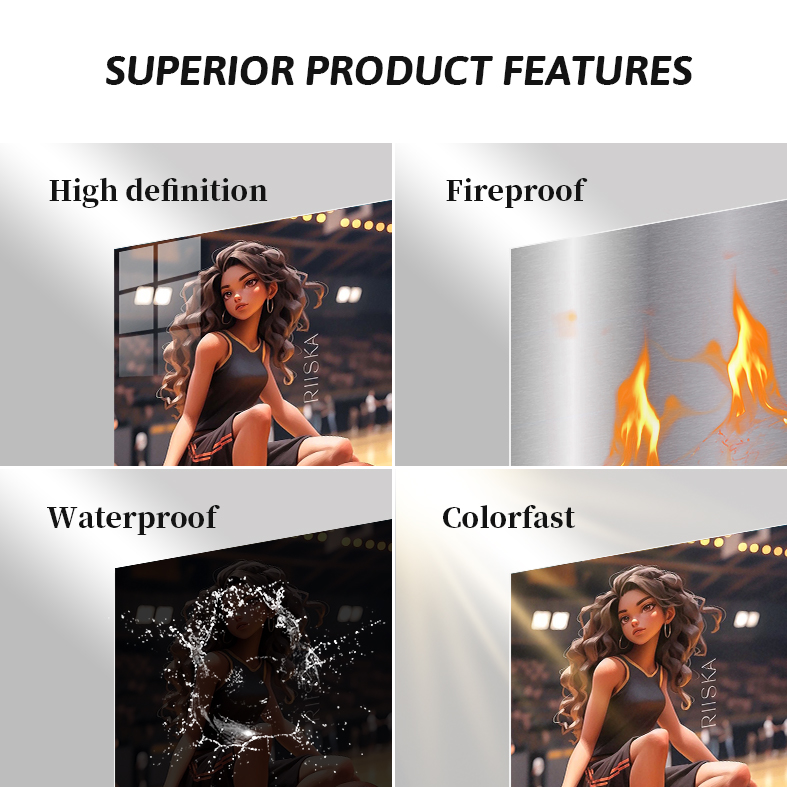 SUPERIOR PRODUCT FEATURES
High definition
Fireproof
RIISKA
Waterproof
Colorfast
RIISKA